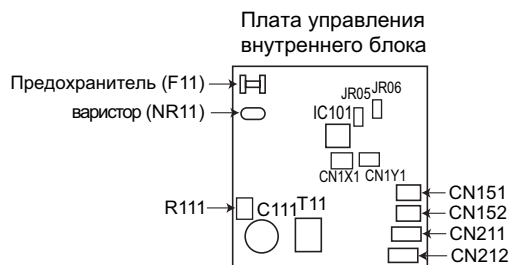 Плата управления
внутреннего блока
Предохранитель (F11)
JR05 JR06
варистор (NR11)
IC101
CN1X1 CN1Y1
CN151
R111
C111 T11
CN152
CN211
CN212